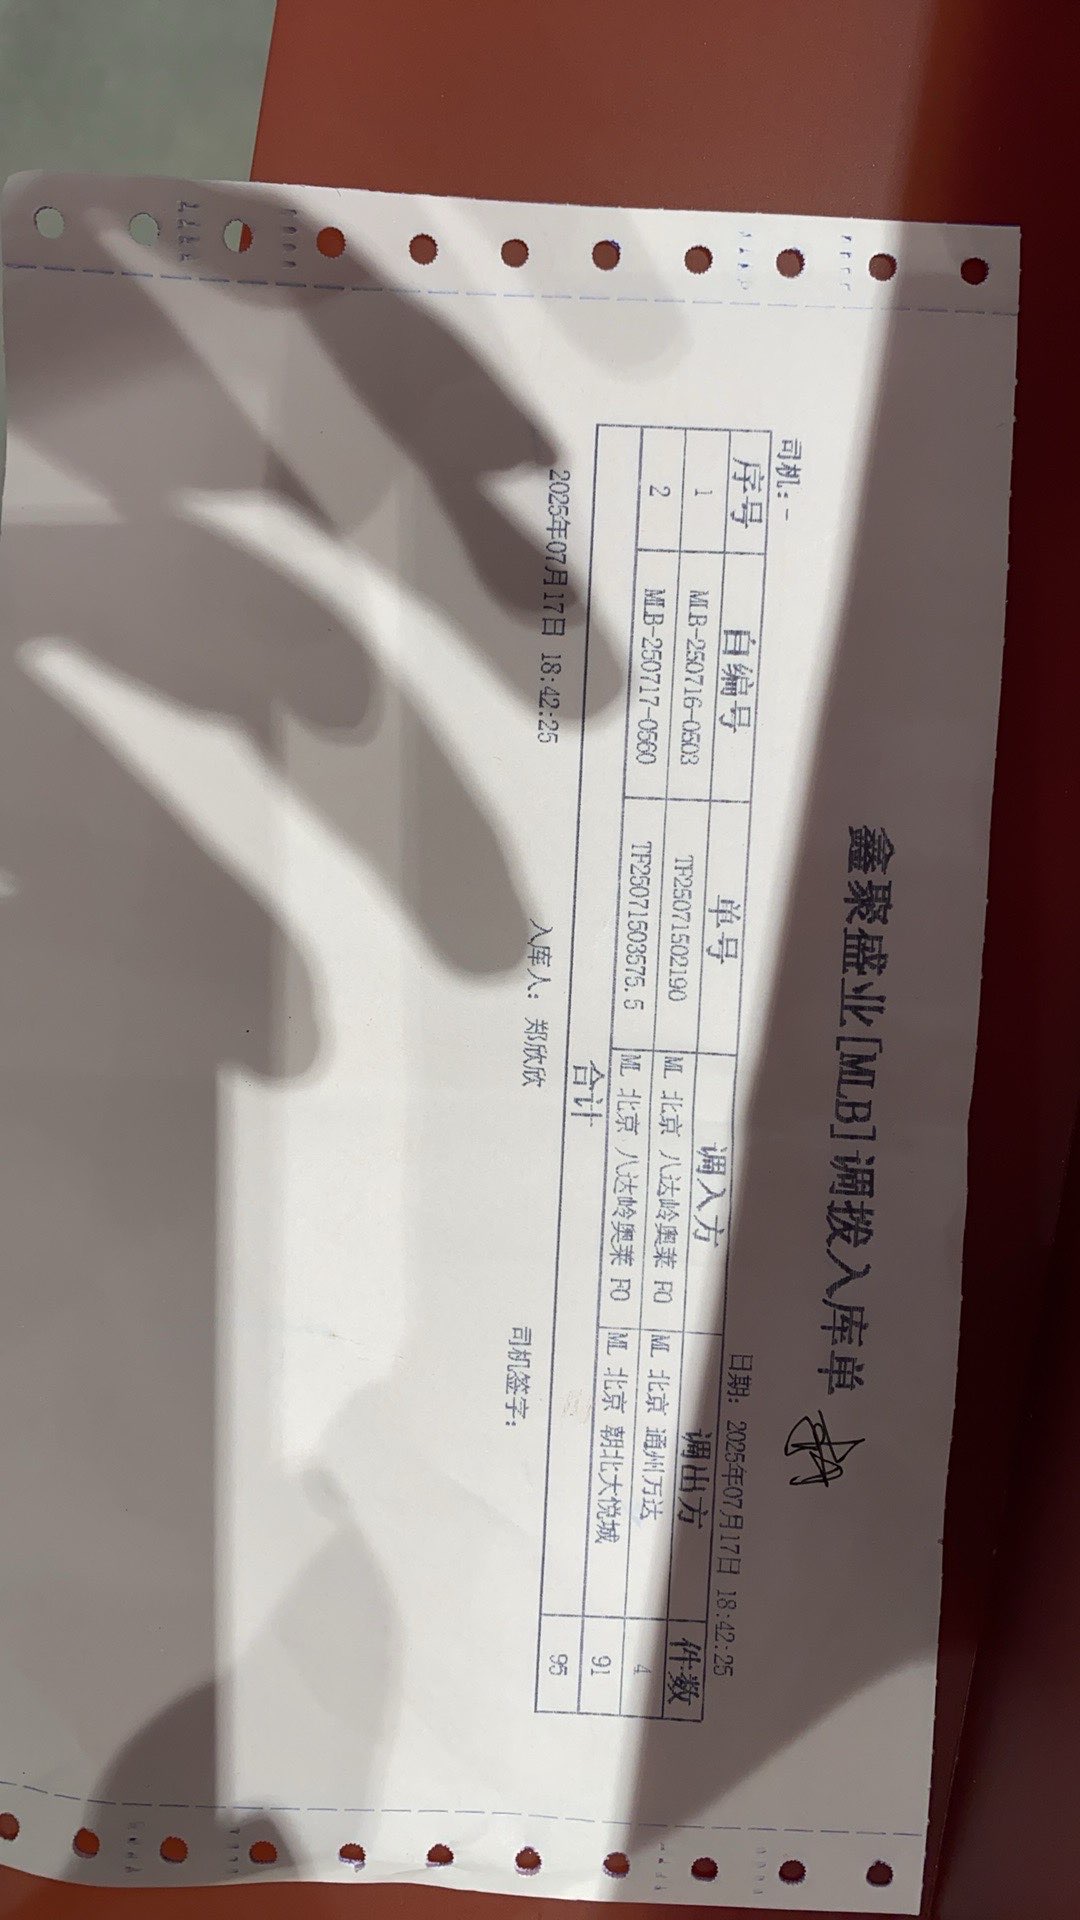 鑫聚盛业[MLB]调拨入库单
司机：- 日期： 2025年07月17日 18:42:25
序号 自编号 单号 调入方 调出方 件数
1 MLB-250716-0503 TF25071502190 ML 北京 八达岭奥莱 FO ML 北京 通州万达 4
2 MLB-250717-0560 TF25071503575.5 ML 北京 八达岭奥莱 FO ML 北京 朝北大悦城 91
合计 95
2025年07月17日 18:42:25 入库人： 郑欣欣 司机签字：